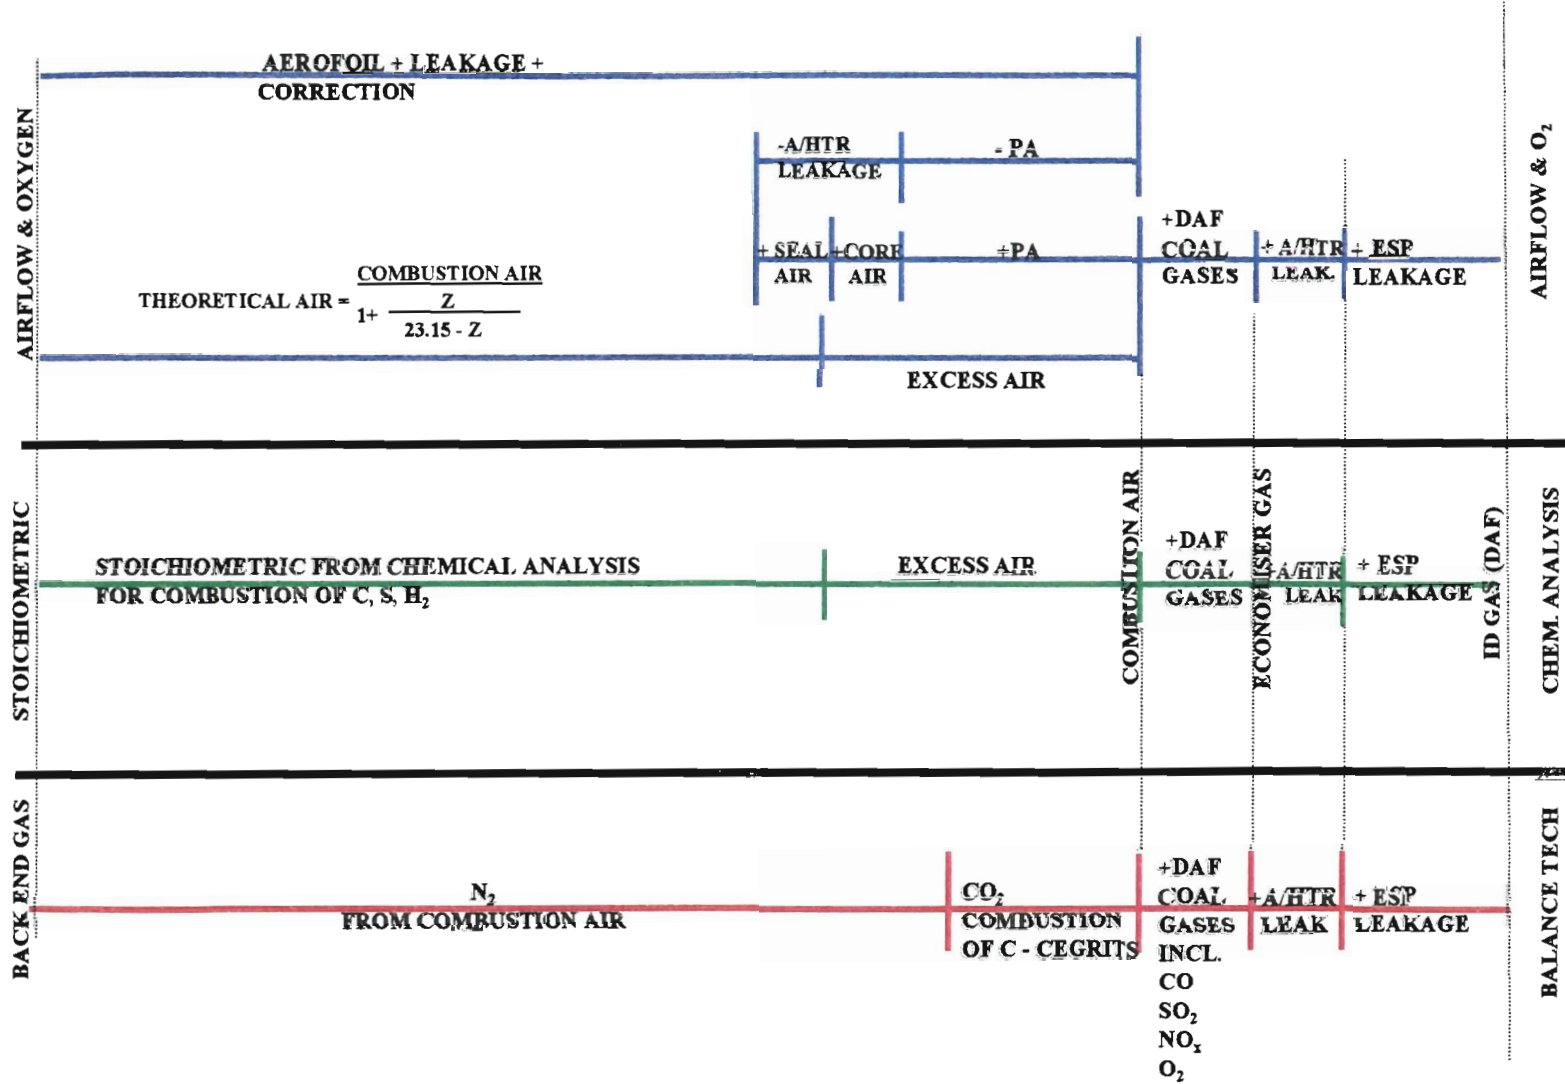 AIRFLOW & OXYGEN
AEROFOIL + LEAKAGE +
CORRECTION
-A/HTR
LEAKAGE
- PA
+ SEAL
AIR
+CORE
AIR
+PA
+DAF
COAL
GASES
+ A/HTR
LEAK.
+ ESP
LEAKAGE
THEORETICAL AIR =
COMBUSTION AIR
1+
Z
23.15 - Z
EXCESS AIR
AIRFLOW & O₂
STOICHIOMETRIC
STOICHIOMETRIC FROM CHEMICAL ANALYSIS
FOR COMBUSTION OF C, S, H₂
EXCESS AIR
COMBUSTION AIR
+DAF
COAL
GASES
ECONOMISER GAS
+A/HTR
LEAK
+ ESP
LEAKAGE
ID GAS (DAF)
CHEM. ANALYSIS
BACK END GAS
N₂
FROM COMBUSTION AIR
CO₂
COMBUSTION
OF C - CEGRITS
+DAF
COAL
GASES
INCL.
CO
SO₂
NOₓ
O₂
+A/HTR
LEAK
+ ESP
LEAKAGE
BALANCE TECH